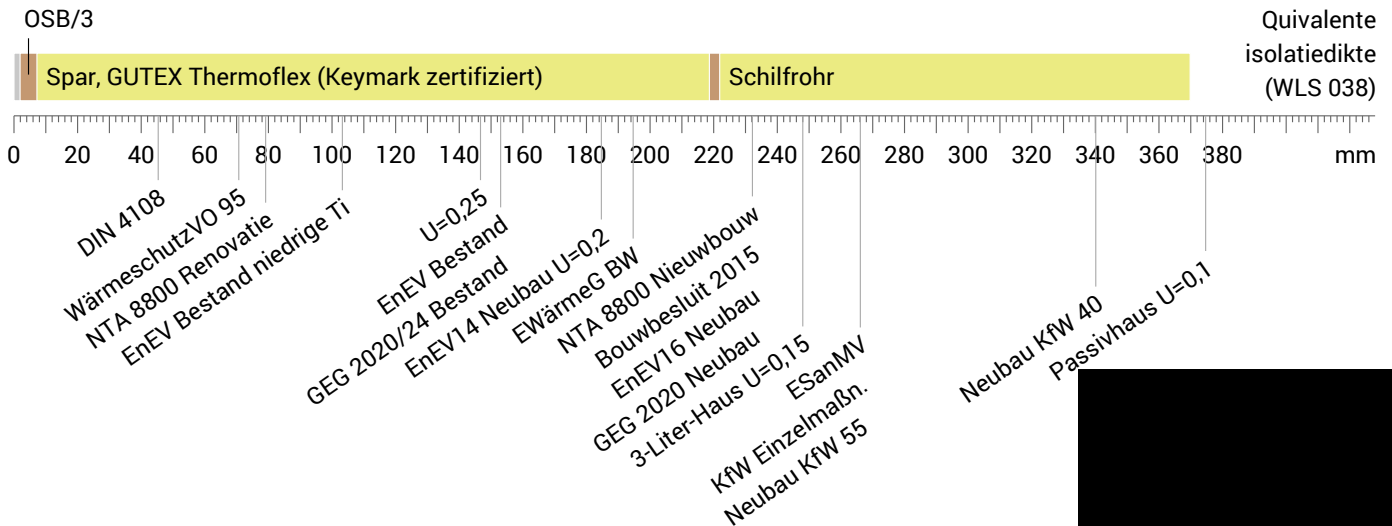 OSB/3
Quivalente
isolatiedikte
(WLS 038)
Spar, GUTEX Thermoflex (Keymark zertifiziert)
Schilfrohr
0 20 40 60 80 100 120 140 160 180 200 220 240 260 280 300 320 340 360 380 mm
DIN 4108
WärmeschutzVO 95
NTA 8800 Renovatie
EnEV Bestand niedrige Ti
U=0,25
EnEV Bestand
GEG 2020/24 Bestand
EnEV14 Neubau U=0,2
EWärmeG BW
NTA 8800 Nieuwbouw
Bouwbesluit 2015
EnEV16 Neubau
GEG 2020 Neubau
3-Liter-Haus U=0,15
ESanMV
KfW Einzelmaßn.
Neubau KfW 55
Neubau KfW 40
Passivhaus U=0,1